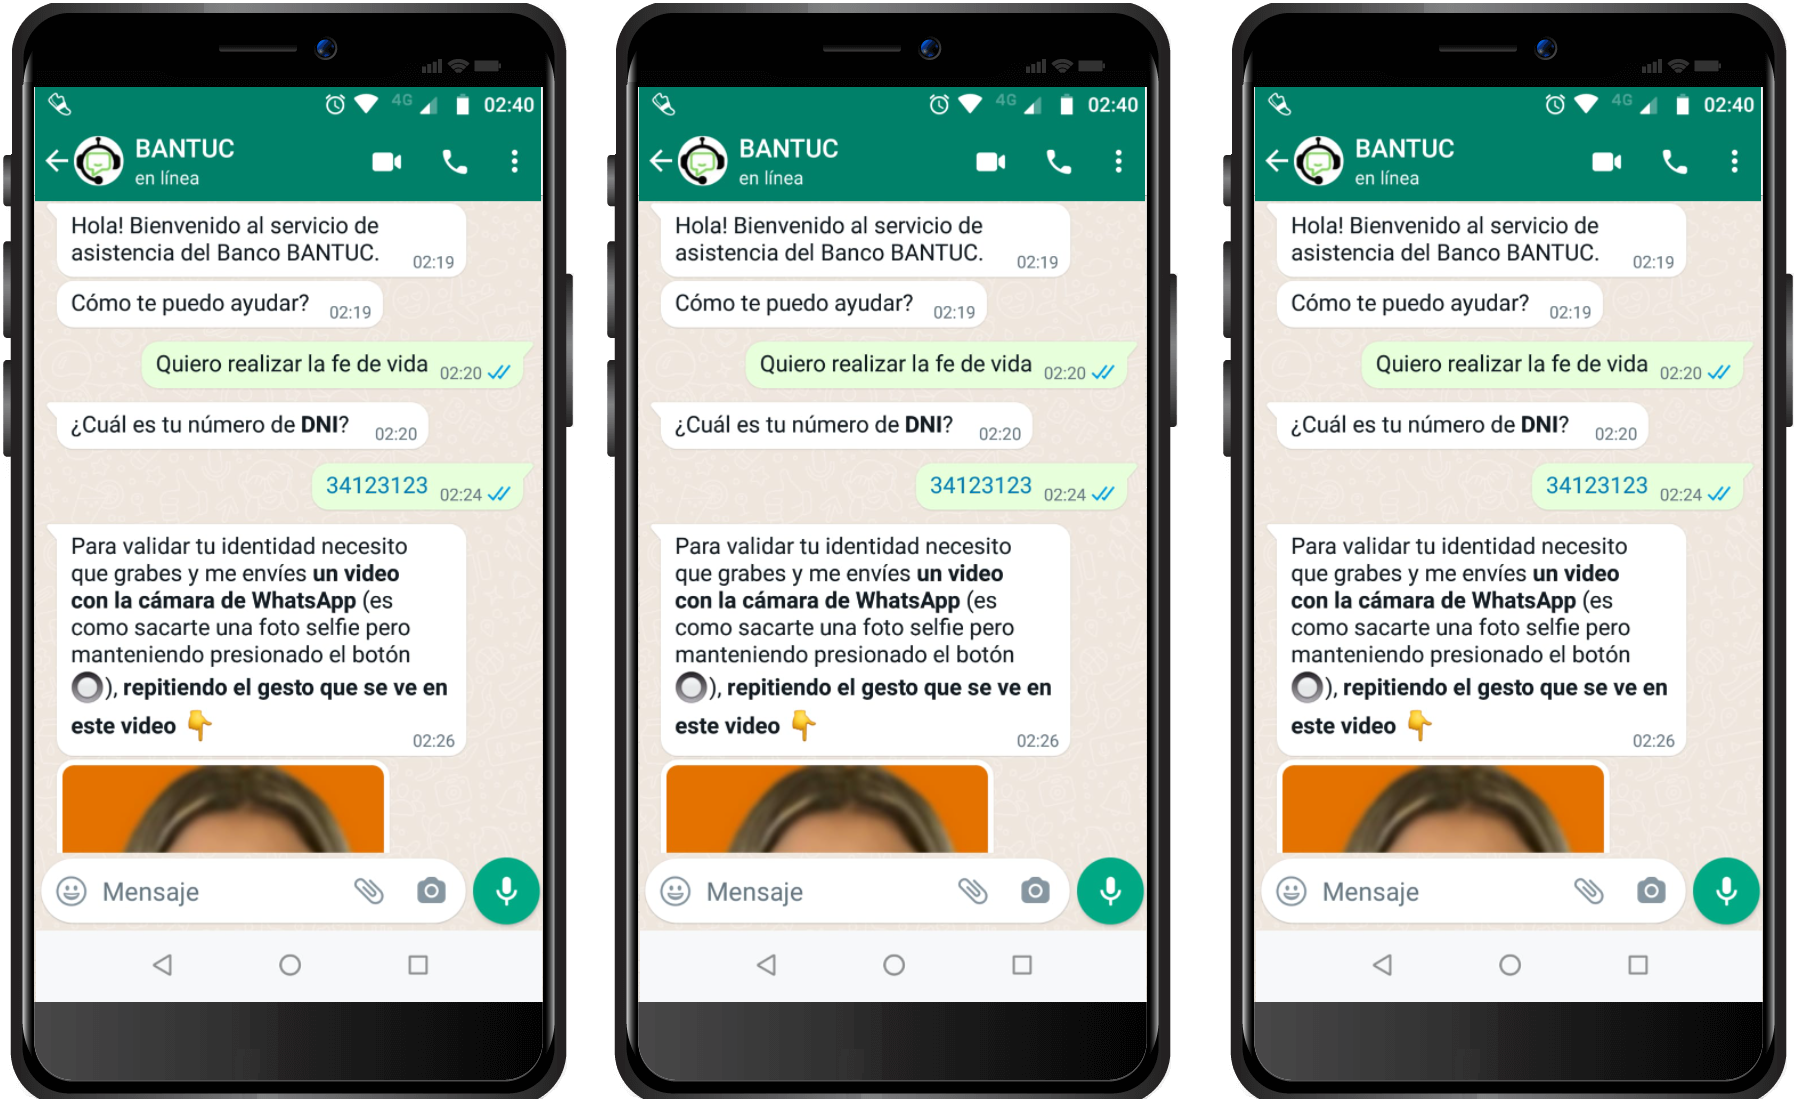 4G 02:40
BANTUC
en línea
Hola! Bienvenido al servicio de
asistencia del Banco BANTUC. 02:19
Cómo te puedo ayudar? 02:19
Quiero realizar la fe de vida 02:20
¿Cuál es tu número de DNI? 02:20
34123123 02:24
Para validar tu identidad necesito
que grabes y me envíes un video
con la cámara de WhatsApp (es
como sacarte una foto selfie pero
manteniendo presionado el botón
), repitiendo el gesto que se ve en
este video 👇
02:26
Mensaje
4G 02:40
BANTUC
en línea
Hola! Bienvenido al servicio de
asistencia del Banco BANTUC. 02:19
Cómo te puedo ayudar? 02:19
Quiero realizar la fe de vida 02:20
¿Cuál es tu número de DNI? 02:20
34123123 02:24
Para validar tu identidad necesito
que grabes y me envíes un video
con la cámara de WhatsApp (es
como sacarte una foto selfie pero
manteniendo presionado el botón
), repitiendo el gesto que se ve en
este video 👇
02:26
Mensaje
4G 02:40
BANTUC
en línea
Hola! Bienvenido al servicio de
asistencia del Banco BANTUC. 02:19
Cómo te puedo ayudar? 02:19
Quiero realizar la fe de vida 02:20
¿Cuál es tu número de DNI? 02:20
34123123 02:24
Para validar tu identidad necesito
que grabes y me envíes un video
con la cámara de WhatsApp (es
como sacarte una foto selfie pero
manteniendo presionado el botón
), repitiendo el gesto que se ve en
este video 👇
02:26
Mensaje